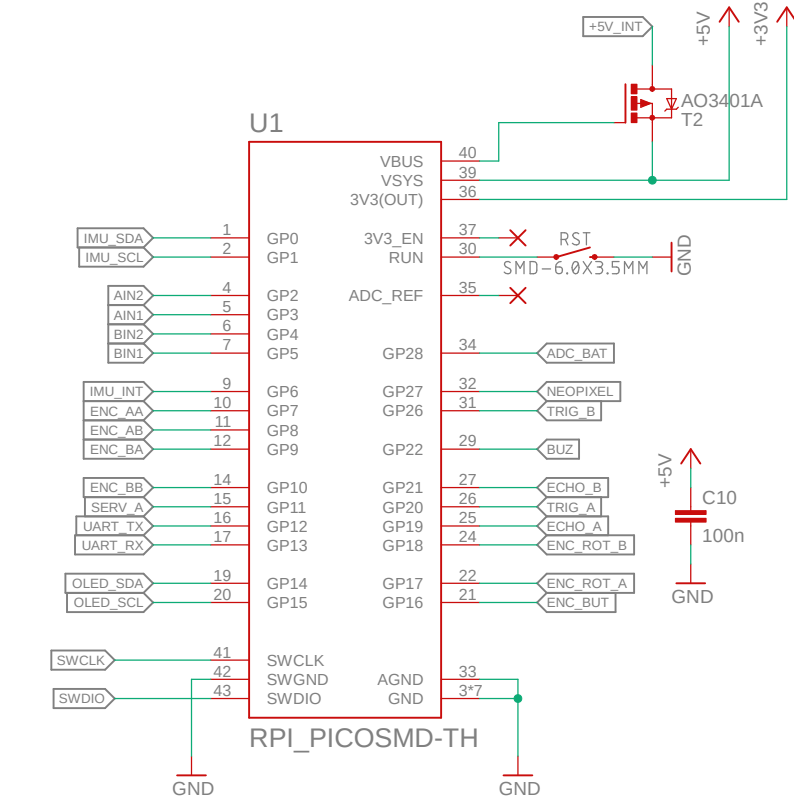 +5V_INT
+5V
+3V3
AO3401A
T2
U1
VBUS 40
VSYS 39
3V3(OUT) 36
IMU_SDA 1 GP0 3V3_EN 37
IMU_SCL 2 GP1 RUN 30
RST
SMD-6.0X3.5MM
GND
AIN2 4 GP2 ADC_REF 35
AIN1 5 GP3
BIN2 6 GP4
BIN1 7 GP5 GP28 34 ADC_BAT
IMU_INT 9 GP6 GP27 32 NEOPIXEL
ENC_AA 10 GP7 GP26 31 TRIG_B
ENC_AB 11 GP8
ENC_BA 12 GP9 GP22 29 BUZ
ENC_BB 14 GP10 GP21 27 ECHO_B
SERV_A 15 GP11 GP20 26 TRIG_A
UART_TX 16 GP12 GP19 25 ECHO_A
UART_RX 17 GP13 GP18 24 ENC_ROT_B
OLED_SDA 19 GP14 GP17 22 ENC_ROT_A
OLED_SCL 20 GP15 GP16 21 ENC_BUT
+5V
C10
100n
GND
SWCLK 41 SWCLK
42 SWGND AGND 33
SWDIO 43 SWDIO GND 3*7
RPI_PICOSMD-TH
GND
GND